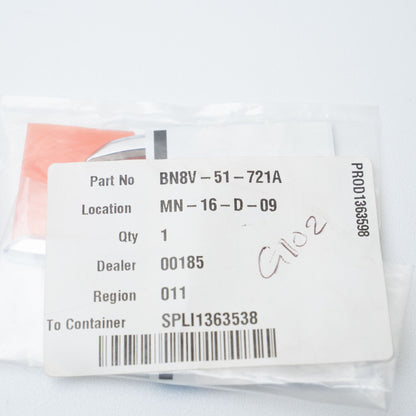 Part No BN8V-51-721A
Location MN-16-D-09
Qty 1
Dealer 00185
Region 011
To Container SPLI1363538
PROD1363598
G1102